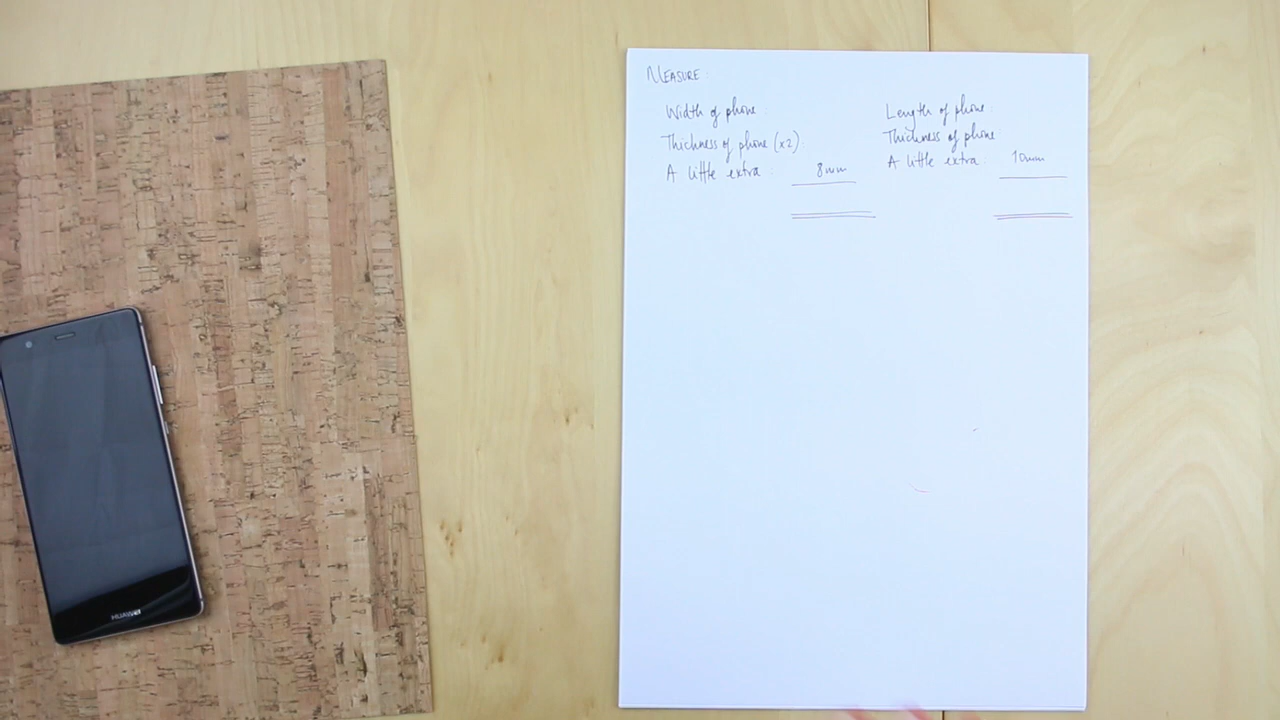 MEASURE:
Width of phone:
Thickness of phone (x2):
A little extra: 8mm
Length of phone:
Thickness of phone
A little extra: 10mm
HUAWEI